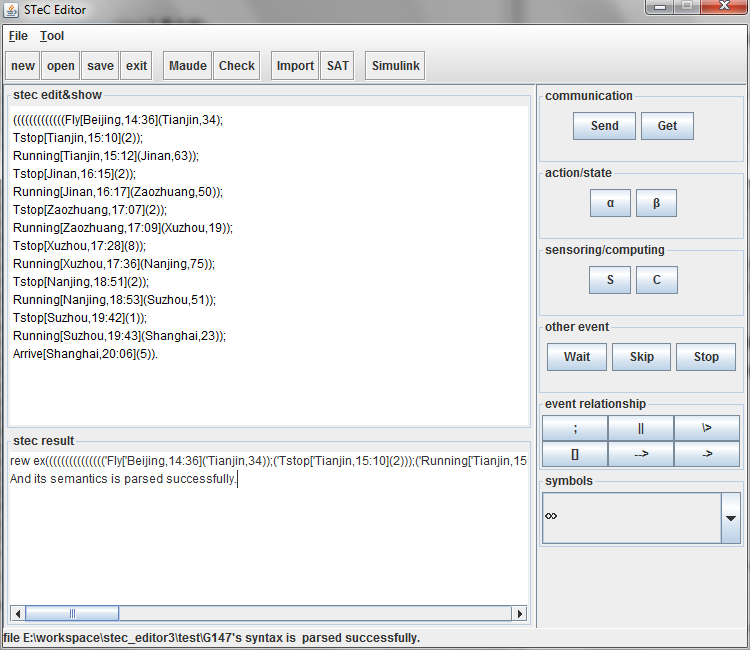 STeC Editor
File Tool
new open save exit Maude Check Import SAT Simulink
stec edit&show
(((((((((((((Fly[Beijing,14:36](Tianjin,34);
Tstop[Tianjin,15:10](2));
Running[Tianjin,15:12](Jinan,63));
Tstop[Jinan,16:15](2));
Running[Jinan,16:17](Zaozhuang,50));
Tstop[Zaozhuang,17:07](2));
Running[Zaozhuang,17:09](Xuzhou,19));
Tstop[Xuzhou,17:28](8));
Running[Xuzhou,17:36](Nanjing,75));
Tstop[Nanjing,18:51](2));
Running[Nanjing,18:53](Suzhou,51));
Tstop[Suzhou,19:42](1));
Running[Suzhou,19:43](Shanghai,23));
Arrive[Shanghai,20:06](5)).
stec result
rew ex(((((((((((((((('Fly['Beijing,14:36]('Tianjin,34));('Tstop['Tianjin,15:10](2)));('Running['Tianjin,15
And its semantics is parsed successfully.
communication
Send Get
action/state
α β
sensoring/computing
S C
other event
Wait Skip Stop
event relationship
; || \>
[] --> ->
symbols
∞
file E:\workspace\stec_editor3\test\G147's syntax is parsed successfully.